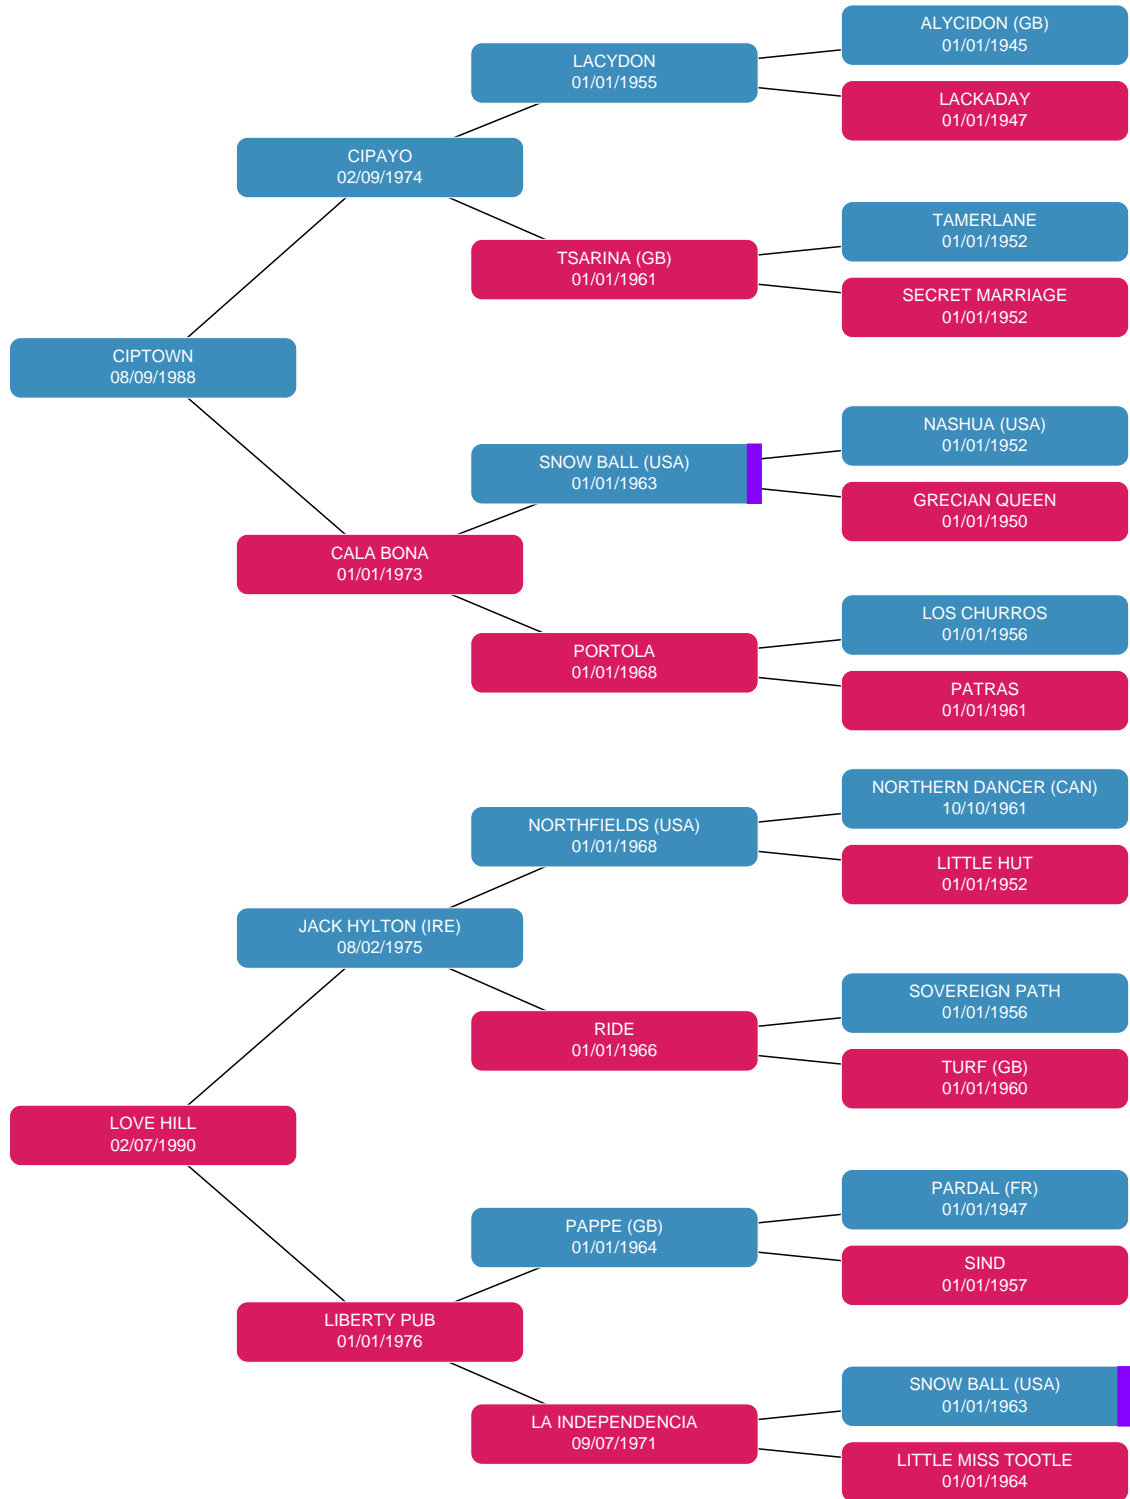 ALYCIDON (GB)
01/01/1945
LACYDON
01/01/1955
LACKADAY
01/01/1947
CIPAYO
02/09/1974
TAMERLANE
01/01/1952
TSARINA (GB)
01/01/1961
SECRET MARRIAGE
01/01/1952
CIPTOWN
08/09/1988
NASHUA (USA)
01/01/1952
SNOW BALL (USA)
01/01/1963
GRECIAN QUEEN
01/01/1950
CALA BONA
01/01/1973
LOS CHURROS
01/01/1956
PORTOLA
01/01/1968
PATRAS
01/01/1961
NORTHERN DANCER (CAN)
10/10/1961
NORTHFIELDS (USA)
01/01/1968
LITTLE HUT
01/01/1952
JACK HYLTON (IRE)
08/02/1975
SOVEREIGN PATH
01/01/1956
RIDE
01/01/1966
TURF (GB)
01/01/1960
LOVE HILL
02/07/1990
PARDAL (FR)
01/01/1947
PAPPE (GB)
01/01/1964
SIND
01/01/1957
LIBERTY PUB
01/01/1976
SNOW BALL (USA)
01/01/1963
LA INDEPENDENCIA
09/07/1971
LITTLE MISS TOOTLE
01/01/1964